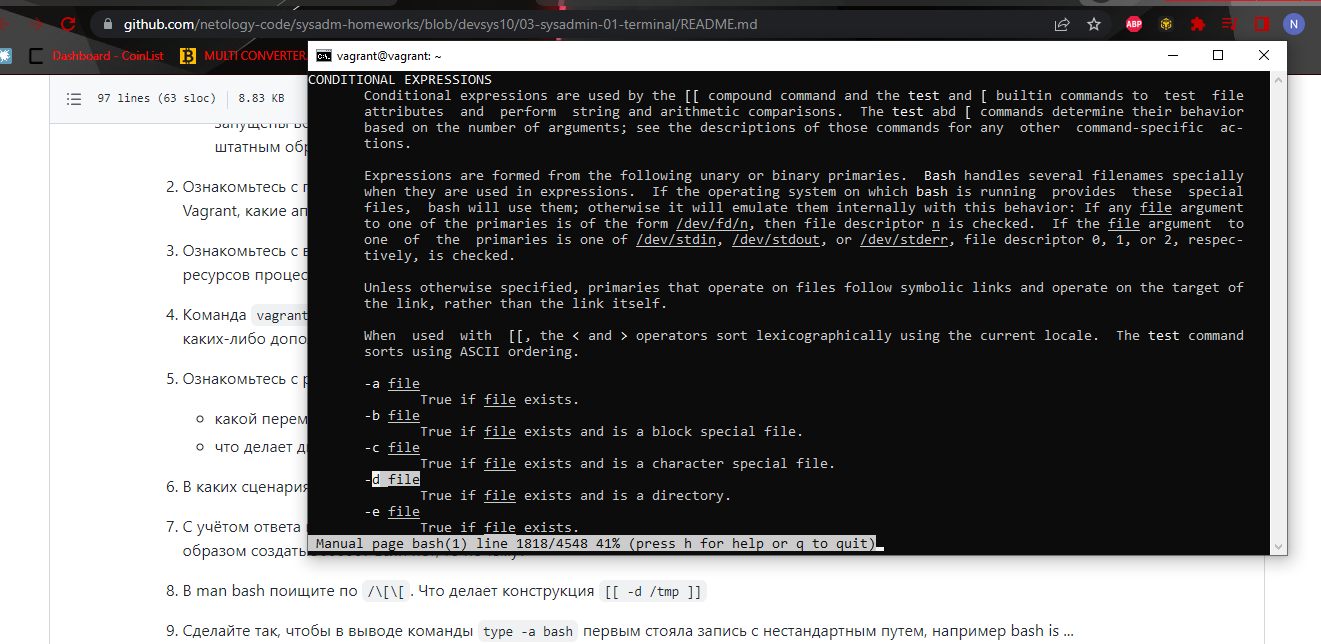 github.com/netology-code/sysadm-homeworks/blob/devsys10/03-sysadmin-01-terminal/README.md
ABP
N
Dashboard - CoinList
MULTI CONVERTER
vagrant@vagrant: ~
97 lines (63 sloc)
8.83 KB
штатным
2. Ознакомьтесь с
Vagrant, какие
3. Ознакомьтесь с
ресурсов
4. Команда vagrant
каких-либо
5. Ознакомьтесь с
какой
что делает
6. В каких
7. С учётом ответа
образом создать
8. В man bash поищите по /\[\[ . Что делает конструкция [[ -d /tmp ]]
9. Сделайте так, чтобы в выводе команды type -a bash первым стояла запись с нестандартным путем, например bash is ...
CONDITIONAL EXPRESSIONS
Conditional expressions are used by the [[ compound command and the test and [ builtin commands to test file
attributes and perform string and arithmetic comparisons. The test abd [ commands determine their behavior
based on the number of arguments; see the descriptions of those commands for any other command-specific ac-
tions.
Expressions are formed from the following unary or binary primaries. Bash handles several filenames specially
when they are used in expressions. If the operating system on which bash is running provides these special
files, bash will use them; otherwise it will emulate them internally with this behavior: If any file argument
to one of the primaries is of the form /dev/fd/n, then file descriptor n is checked. If the file argument to
one of the primaries is one of /dev/stdin, /dev/stdout, or /dev/stderr, file descriptor 0, 1, or 2, respec-
tively, is checked.
Unless otherwise specified, primaries that operate on files follow symbolic links and operate on the target of
the link, rather than the link itself.
When used with [[, the < and > operators sort lexicographically using the current locale. The test command
sorts using ASCII ordering.
-a file
True if file exists.
-b file
True if file exists and is a block special file.
-c file
True if file exists and is a character special file.
-d file
True if file exists and is a directory.
-e file
True if file exists.
Manual page bash(1) line 1818/4548 41% (press h for help or q to quit)